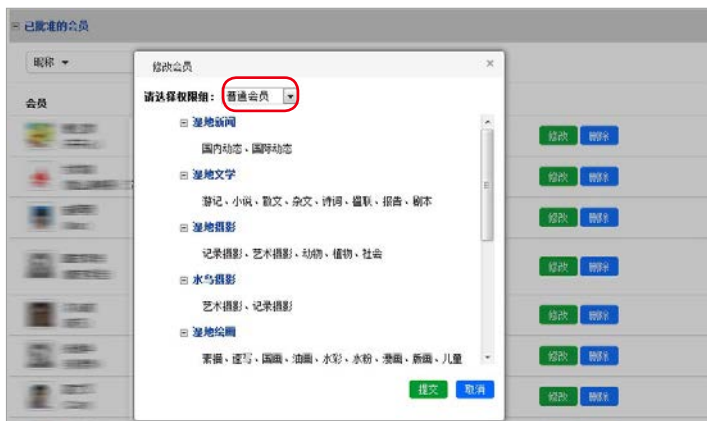 已批准的会员
昵称
修改会员
×
请选择权限组： 普通会员
会员
湿地新闻
国内动态、国际动态
湿地文学
游记、小说、散文、杂文、诗词、楹联、报告、剧本
湿地摄影
记录摄影、艺术摄影、动物、植物、社会
水鸟摄影
艺术摄影、记录摄影
湿地绘画
素描、速写、国画、油画、水彩、水粉、漫画、版画、儿童
提交 取消
修改 删除
修改 删除
修改 删除
修改 删除
修改 删除
修改 删除
修改 删除